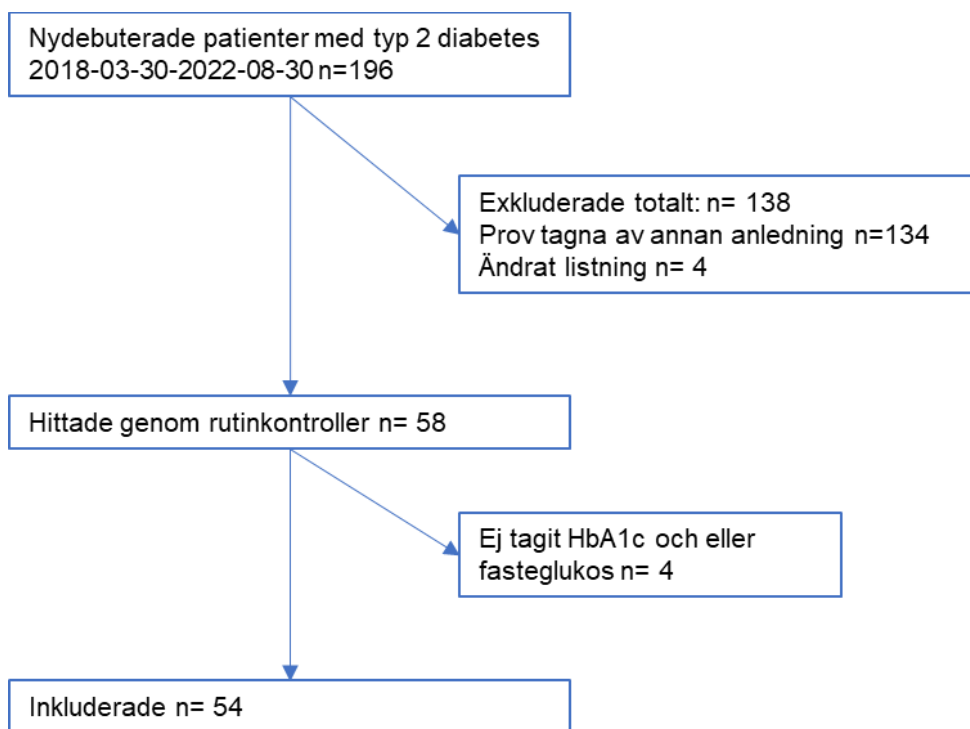 Nydebuterade patienter med typ 2 diabetes
2018-03-30-2022-08-30 n=196
Exkluderade totalt: n= 138
Prov tagna av annan anledning n=134
Ändrat listning n= 4
Hittade genom rutinkontroller n= 58
Ej tagit HbA1c och eller
fasteglukos n= 4
Inkluderade n= 54